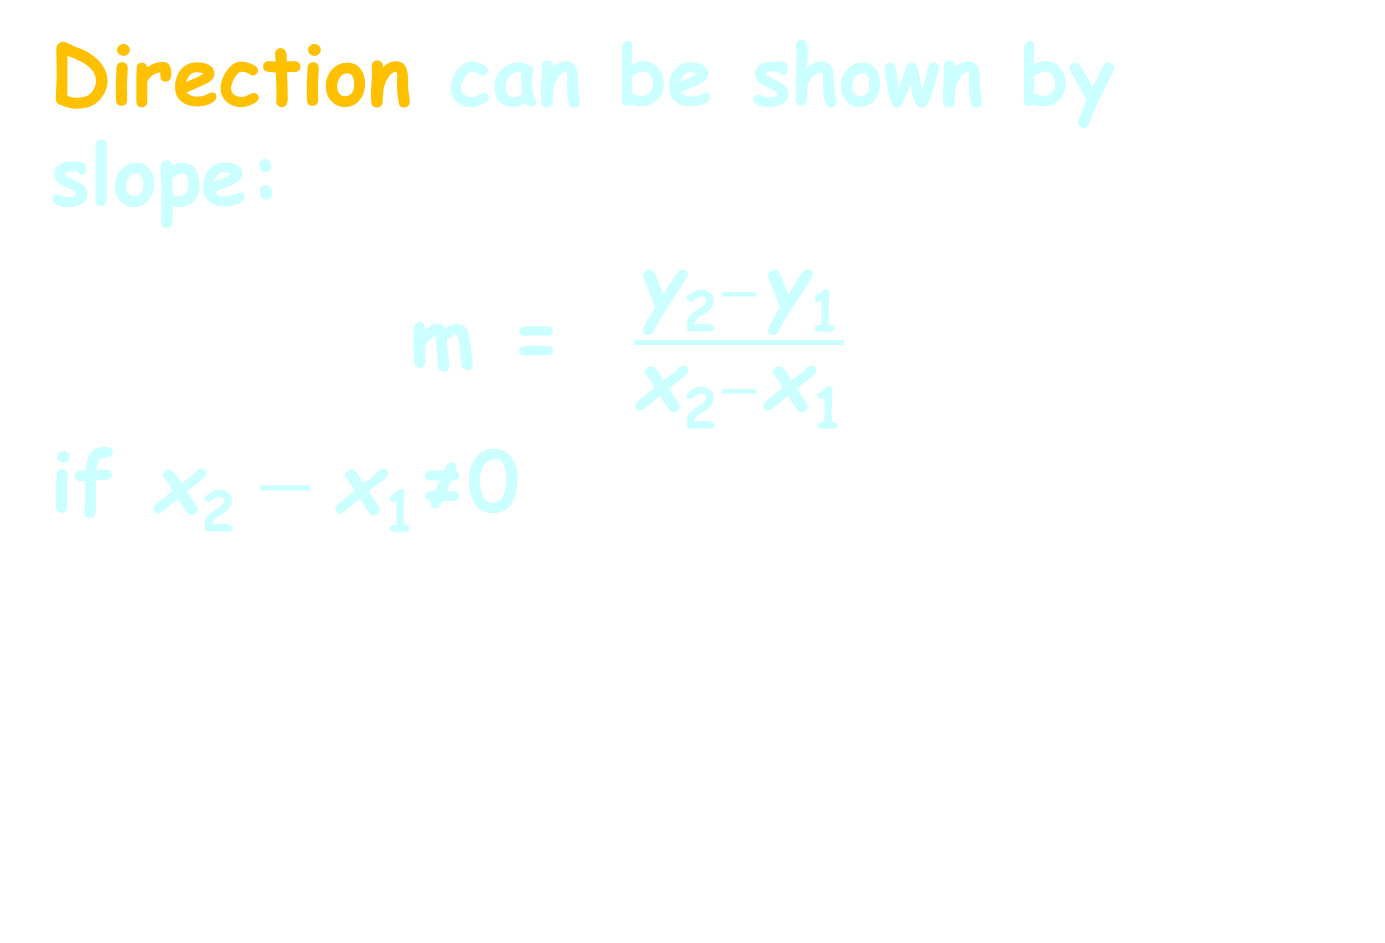 Direction can be shown by
slope:
m = y₂−y₁
x₂−x₁
if x₂ − x₁≠0